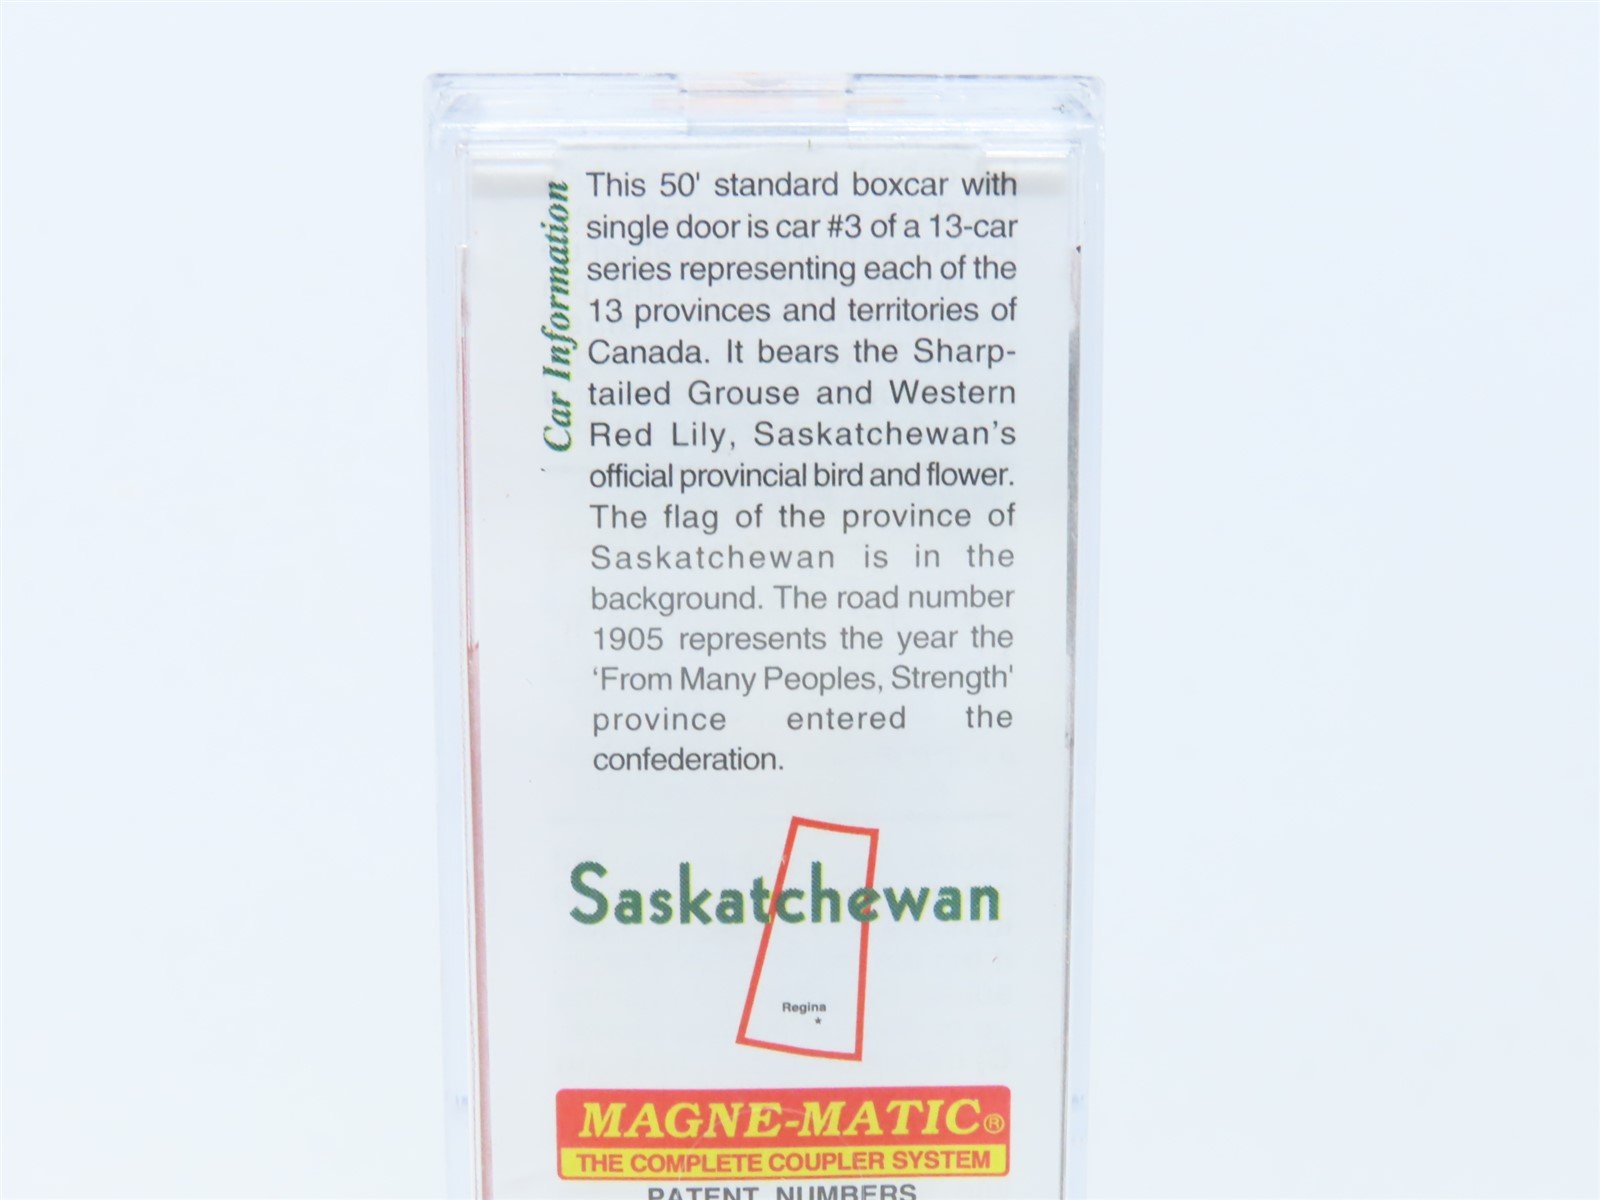 Car Information
This 50' standard boxcar with
single door is car #3 of a 13-car
series representing each of the
13 provinces and territories of
Canada. It bears the Sharp-
tailed Grouse and Western
Red Lily, Saskatchewan's
official provincial bird and flower.
The flag of the province of
Saskatchewan is in the
background. The road number
1905 represents the year the
‘From Many Peoples, Strength'
province entered the
confederation.
Saskatchewan
Regina
*
MAGNE-MATIC®
THE COMPLETE COUPLER SYSTEM
PATENT NUMBERS